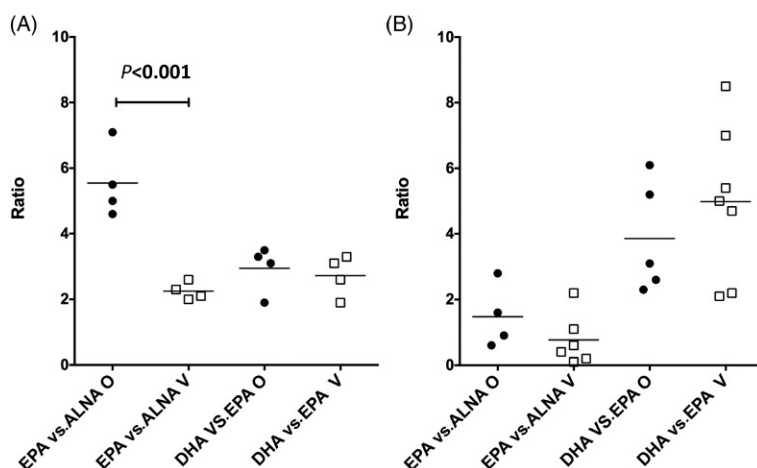 (A)
10
8
6
4
2
0
Ratio
P<0.001
EPA vs.ALNA O
EPA vs.ALNA V
DHA VS.EPA O
DHA vs.EPA V
(B)
10
8
6
4
2
0
Ratio
EPA vs.ALNA O
EPA vs.ALNA V
DHA VS.EPA O
DHA vs.EPA V